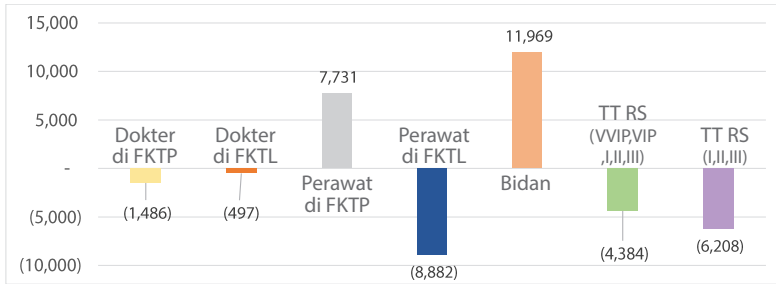 15,000
10,000
5,000
-
(5,000)
(10,000)
Dokter
di FKTP
(1,486)
Dokter
di FKTL
(497)
7,731
Perawat
di FKTP
Perawat
di FKTL
(8,882)
11,969
Bidan
TT RS
(VVIP,VIP
,I,II,III)
(4,384)
TT RS
(I,II,III)
(6,208)